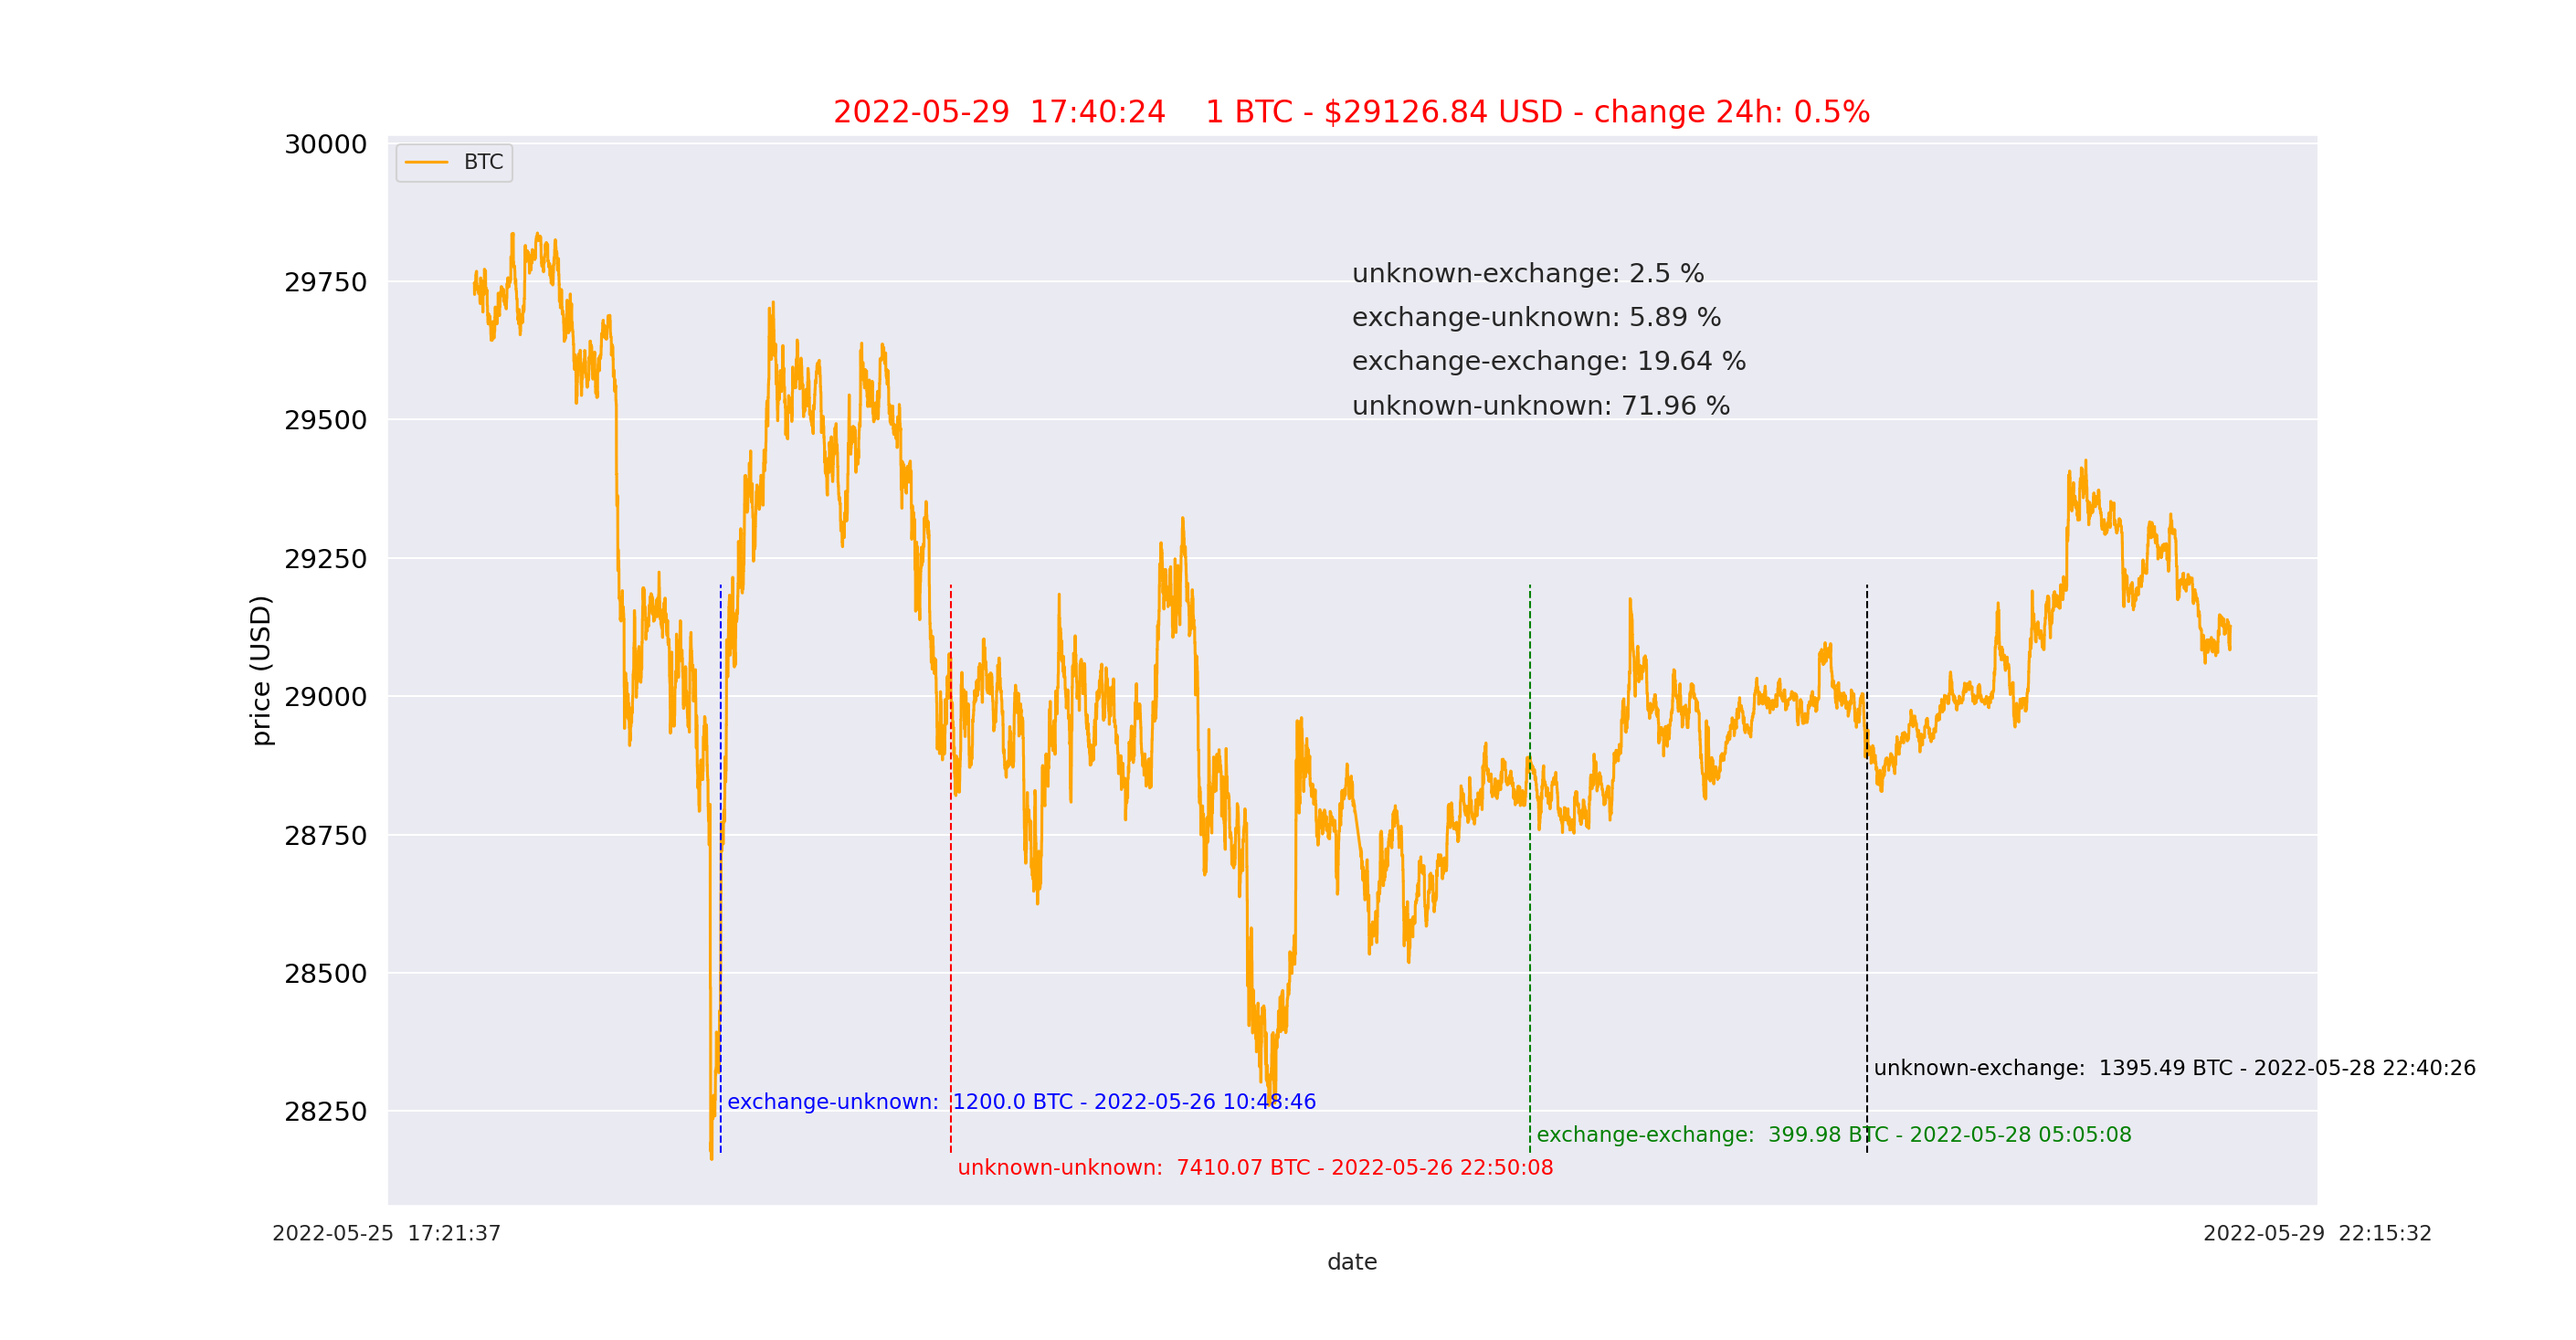 2022-05-29  17:40:24    1 BTC - $29126.84 USD - change 24h: 0.5%
BTC
30000
29750
29500
29250
29000
28750
28500
28250
price (USD)
unknown-exchange: 2.5 %
exchange-unknown: 5.89 %
exchange-exchange: 19.64 %
unknown-unknown: 71.96 %
unknown-exchange:  1395.49 BTC - 2022-05-28 22:40:26
exchange-unknown:  1200.0 BTC - 2022-05-26 10:48:46
exchange-exchange:  399.98 BTC - 2022-05-28 05:05:08
unknown-unknown:  7410.07 BTC - 2022-05-26 22:50:08
2022-05-25  17:21:37
2022-05-29  22:15:32
date